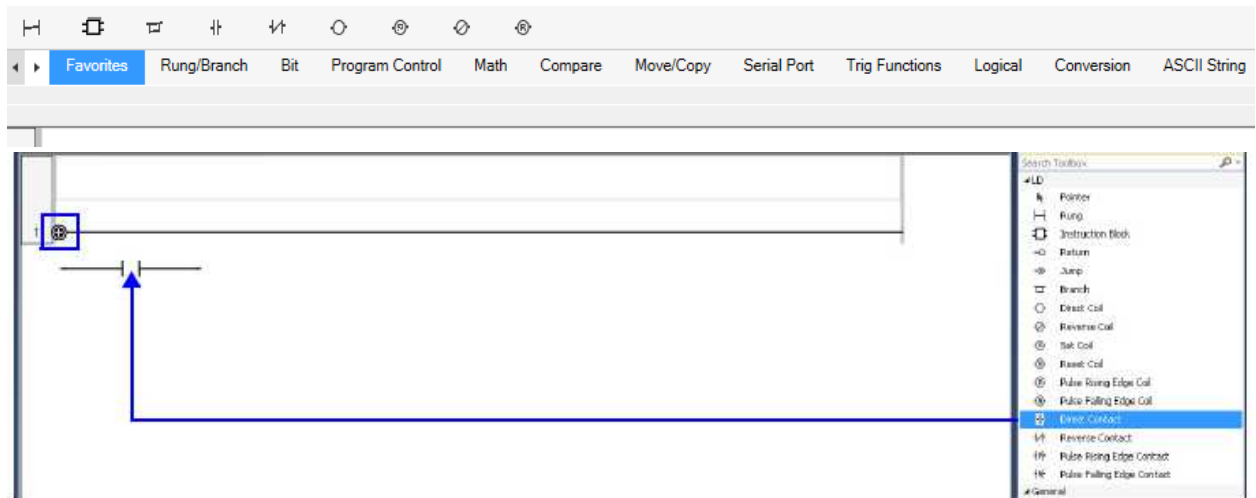 Favorites Rung/Branch Bit Program Control Math Compare Move/Copy Serial Port Trig Functions Logical Conversion ASCII String
Search Toolbox
LD
Pointer
Rung
Instruction Block
Return
Jump
Branch
Direct Coil
Reverse Coil
Set Coil
Reset Coil
Pulse Rising Edge Coil
Pulse Falling Edge Coil
Direct Contact
Reverse Contact
Pulse Rising Edge Contact
Pulse Falling Edge Contact
General
1